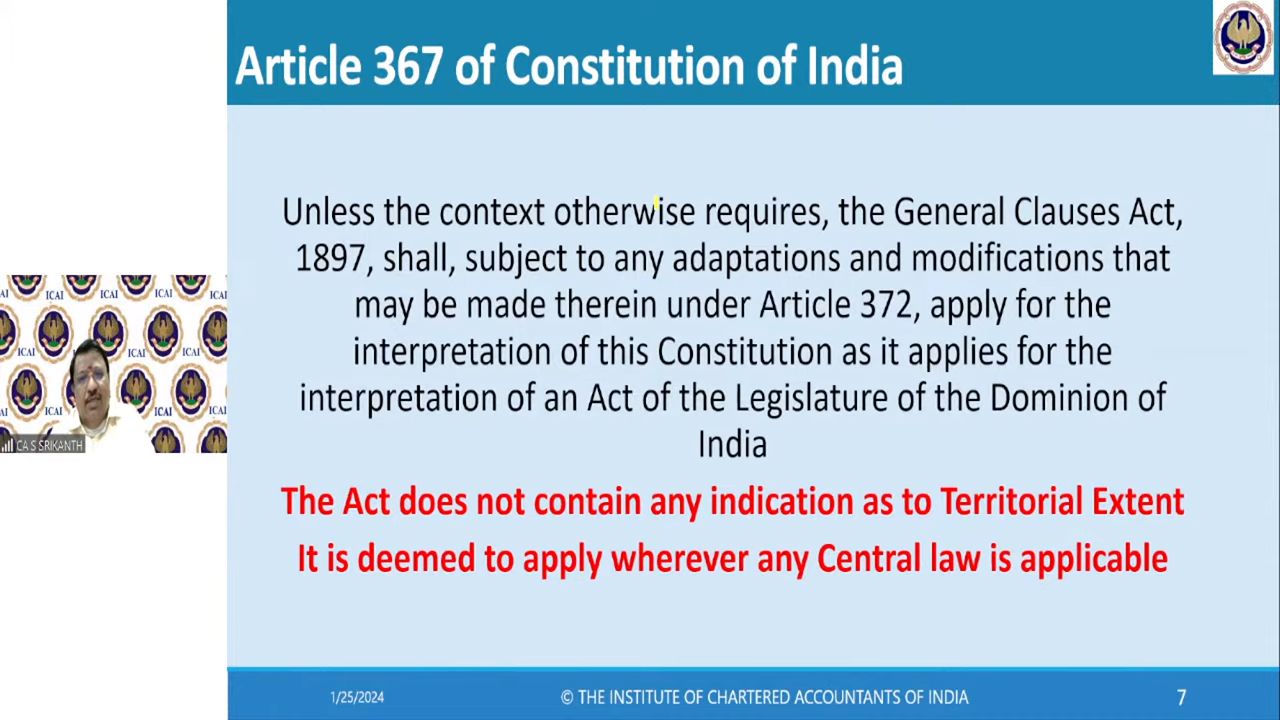 Article 367 of Constitution of India
Unless the context otherwise requires, the General Clauses Act,
1897, shall, subject to any adaptations and modifications that
may be made therein under Article 372, apply for the
interpretation of this Constitution as it applies for the
interpretation of an Act of the Legislature of the Dominion of
India
The Act does not contain any indication as to Territorial Extent
It is deemed to apply wherever any Central law is applicable
ICAI
ICAI
ICAI
ICAI
CA S SRIKANTH
1/25/2024
© THE INSTITUTE OF CHARTERED ACCOUNTANTS OF INDIA
7